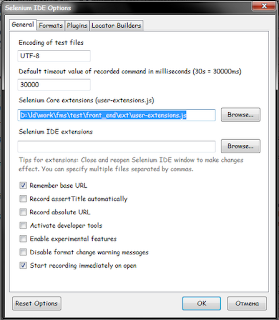 Selenium IDE Options
General Formats Plugins Locator Builders
Encoding of test files
UTF-8
Default timeout value of recorded command in milliseconds (30s = 30000ms)
30000
Selenium Core extensions (user-extensions.js)
D:\ld\work\fws\test\front_end\ext\user-extensions.js Browse...
Selenium IDE extensions
Browse...
Tips for extensions: Close and reopen Selenium IDE window to make changes
effect. You can specify multiple files separated by commas.
Remember base URL
Record assertTitle automatically
Record absolute URL
Activate developer tools
Enable experimental features
Disable format change warning messages
Start recording immediately on open
Reset Options OK Отмена